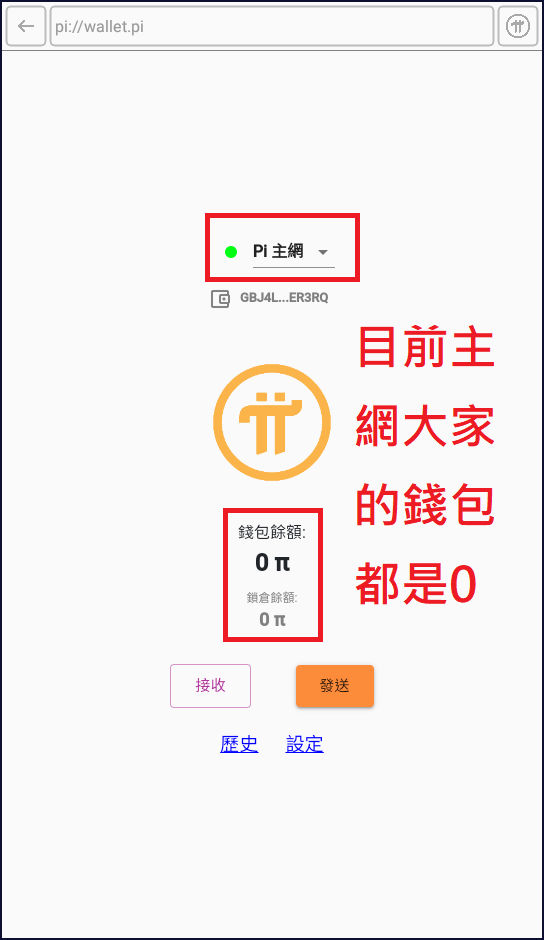 pi://wallet.pi
Pi 主網
GBJ4L...ER3RQ
目前主
網大家
的錢包
都是0
錢包餘額:
0 π
鎖倉餘額:
0 π
接收
發送
歷史
設定